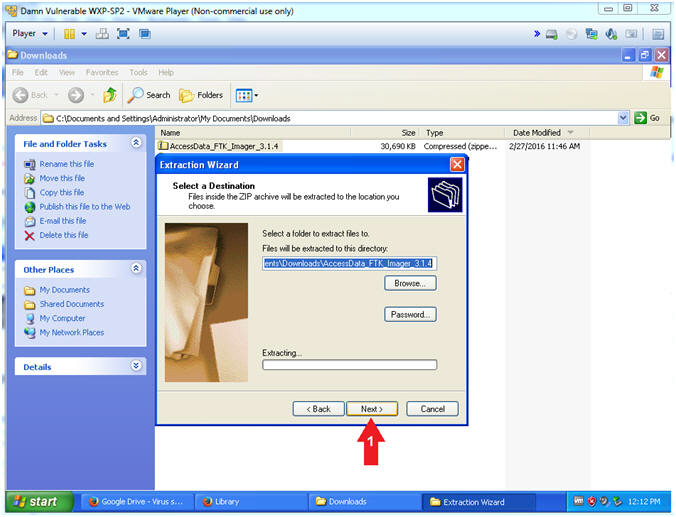 Damn Vulnerable WXP-SP2 - VMware Player (Non-commercial use only)
Player
Downloads
File Edit View Favorites Tools Help
Back Search Folders
Address C:\Documents and Settings\Administrator\My Documents\Downloads Go
Name Size Type Date Modified
AccessData_FTK_Imager_3.1.4 30,690 KB Compressed (zippe... 2/27/2016 11:46 AM
File and Folder Tasks
Rename this file
Move this file
Copy this file
Publish this file to the Web
E-mail this file
Delete this file
Other Places
My Documents
Shared Documents
My Computer
My Network Places
Details
Extraction Wizard
Select a Destination
Files inside the ZIP archive will be extracted to the location you
choose.
Select a folder to extract files to.
Files will be extracted to this directory:
ents\Downloads\AccessData_FTK_Imager_3.1.4
Browse...
Password...
Extracting...
< Back Next > Cancel
1
start Google Drive - Virus s... Library Downloads Extraction Wizard 12:12 PM